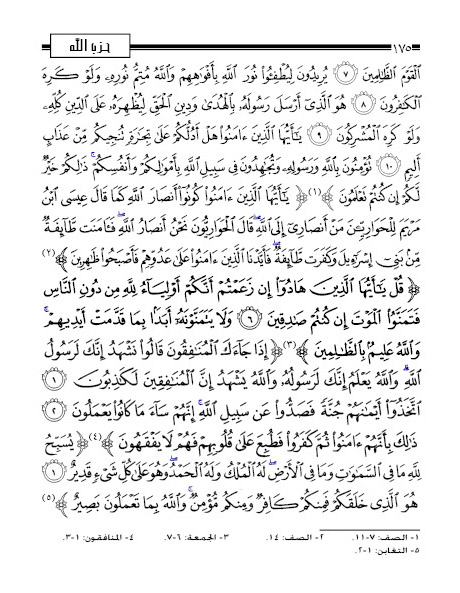 ١٧٥ حزب الله
ٱلْقَوْمَ ٱلظَّٰلِمِينَ ﴿٧﴾ يُرِيدُونَ لِيُطْفِـُٔوا۟ نُورَ ٱللَّهِ بِأَفْوَٰهِهِمْ وَٱللَّهُ مُتِمُّ نُورِهِۦ وَلَوْ كَرِهَ
ٱلْكَٰفِرُونَ ﴿٨﴾ هُوَ ٱلَّذِىٓ أَرْسَلَ رَسُولَهُۥ بِٱلْهُدَىٰ وَدِينِ ٱلْحَقِّ لِيُظْهِرَهُۥ عَلَى ٱلدِّينِ كُلِّهِۦ
وَلَوْ كَرِهَ ٱلْمُشْرِكُونَ ﴿٩﴾ يَٰٓأَيُّهَا ٱلَّذِينَ ءَامَنُوا۟ هَلْ أَدُلُّكُمْ عَلَىٰ تِجَٰرَةٍ تُنجِيكُم مِّنْ عَذَابٍ
أَلِيمٍ ﴿١٠﴾ تُؤْمِنُونَ بِٱللَّهِ وَرَسُولِهِۦ وَتُجَٰهِدُونَ فِى سَبِيلِ ٱللَّهِ بِأَمْوَٰلِكُمْ وَأَنفُسِكُمْ ۚ ذَٰلِكُمْ خَيْرٌ
لَّكُمْ إِن كُنتُمْ تَعْلَمُونَ ﴾(١) ﴿ يَٰٓأَيُّهَا ٱلَّذِينَ ءَامَنُوا۟ كُونُوٓا۟ أَنصَارَ ٱللَّهِ كَمَا قَالَ عِيسَى ٱبْنُ
مَرْيَمَ لِلْحَوَارِيِّـۧنَ مَنْ أَنصَارِىٓ إِلَى ٱللَّهِ ۖ قَالَ ٱلْحَوَارِيُّونَ نَحْنُ أَنصَارُ ٱللَّهِ ۖ فَـَٔامَنَت طَّآئِفَةٌ
مِّنۢ بَنِىٓ إِسْرَٰٓءِيلَ وَكَفَرَت طَّآئِفَةٌ ۖ فَأَيَّدْنَا ٱلَّذِينَ ءَامَنُوا۟ عَلَىٰ عَدُوِّهِمْ فَأَصْبَحُوا۟ ظَٰهِرِينَ ﴾(٢)
﴿ قُلْ يَٰٓأَيُّهَا ٱلَّذِينَ هَادُوٓا۟ إِن زَعَمْتُمْ أَنَّكُمْ أَوْلِيَآءُ لِلَّهِ مِن دُونِ ٱلنَّاسِ
فَتَمَنَّوُا۟ ٱلْمَوْتَ إِن كُنتُمْ صَٰدِقِينَ ﴿٦﴾ وَلَا يَتَمَنَّوْنَهُۥٓ أَبَدًۢا بِمَا قَدَّمَتْ أَيْدِيهِمْ ۚ
وَٱللَّهُ عَلِيمٌۢ بِٱلظَّٰلِمِينَ ﴾(٣) ﴿ إِذَا جَآءَكَ ٱلْمُنَٰفِقُونَ قَالُوا۟ نَشْهَدُ إِنَّكَ لَرَسُولُ
ٱللَّهِ ۗ وَٱللَّهُ يَعْلَمُ إِنَّكَ لَرَسُولُهُۥ وَٱللَّهُ يَشْهَدُ إِنَّ ٱلْمُنَٰفِقِينَ لَكَٰذِبُونَ ﴿١﴾
ٱتَّخَذُوٓا۟ أَيْمَٰنَهُمْ جُنَّةً فَصَدُّوا۟ عَن سَبِيلِ ٱللَّهِ ۚ إِنَّهُمْ سَآءَ مَا كَانُوا۟ يَعْمَلُونَ ﴿٢﴾
ذَٰلِكَ بِأَنَّهُمْ ءَامَنُوا۟ ثُمَّ كَفَرُوا۟ فَطُبِعَ عَلَىٰ قُلُوبِهِمْ فَهُمْ لَا يَفْقَهُونَ ﴾(٤) ﴿ يُسَبِّحُ
لِلَّهِ مَا فِى ٱلسَّمَٰوَٰتِ وَمَا فِى ٱلْأَرْضِ ۖ لَهُ ٱلْمُلْكُ وَلَهُ ٱلْحَمْدُ ۖ وَهُوَ عَلَىٰ كُلِّ شَىْءٍ قَدِيرٌ ﴿١﴾
هُوَ ٱلَّذِى خَلَقَكُمْ فَمِنكُمْ كَافِرٌ وَمِنكُم مُّؤْمِنٌ ۚ وَٱللَّهُ بِمَا تَعْمَلُونَ بَصِيرٌ ﴾(٥)
١- الصف: ٧-١١. ٢- الصف: ١٤. ٣- الجمعة: ٦-٧. ٤- المنافقون: ١-٣.
٥- التغابن: ١-٢.